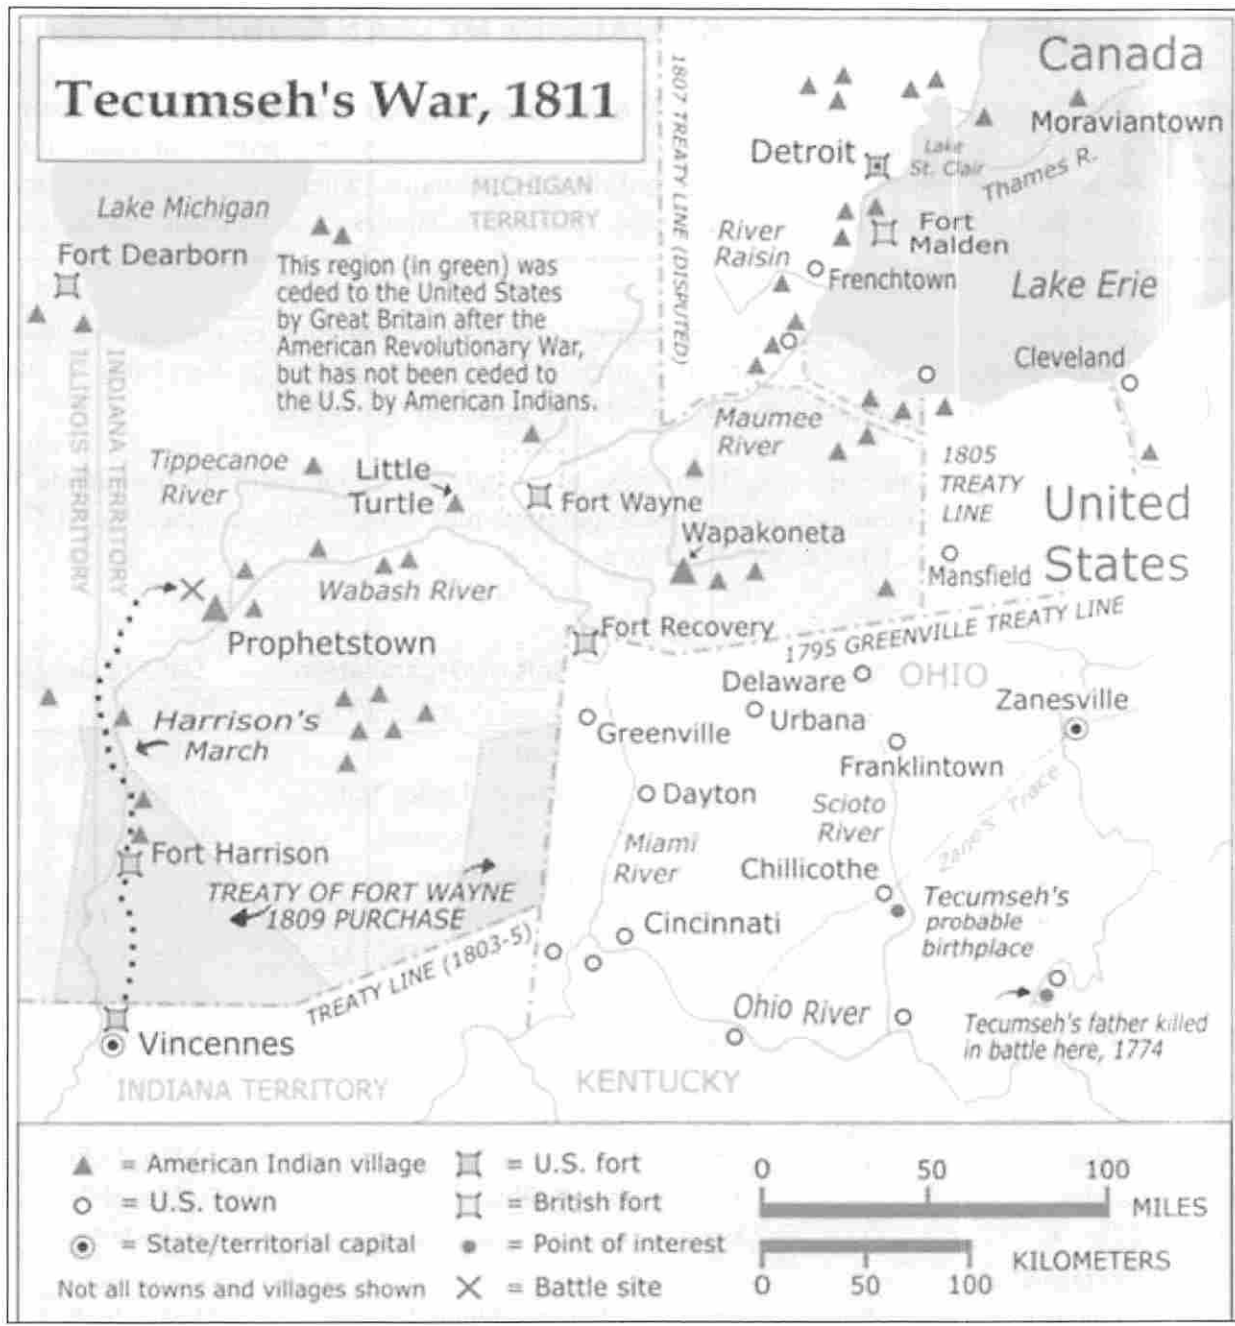 Tecumseh's War, 1811
Canada
Moraviantown
Detroit
Lake
St. Clair
Thames R.
1807 TREATY LINE (DISPUTED)
MICHIGAN
TERRITORY
Lake Michigan
Fort Dearborn
River
Raisin
Fort
Malden
Frenchtown
Lake Erie
This region (in green) was
ceded to the United States
by Great Britain after the
American Revolutionary War,
but has not been ceded to
the U.S. by American Indians.
Cleveland
ILLINOIS TERRITORY
INDIANA TERRITORY
Maumee
River
Tippecanoe
River
Little
Turtle
Fort Wayne
1805
TREATY
LINE
United
States
Wapakoneta
Mansfield
Wabash River
Prophetstown
Fort Recovery
1795 GREENVILLE TREATY LINE
OHIO
Delaware
Zanesville
Harrison's
March
Greenville
Urbana
Franklintown
Dayton
Scioto
River
Zane's Trace
Miami
River
Fort Harrison
Chillicothe
TREATY OF FORT WAYNE
1809 PURCHASE
Tecumseh's
probable
birthplace
Cincinnati
TREATY LINE (1803-5)
Ohio River
Tecumseh's father killed
in battle here, 1774
Vincennes
INDIANA TERRITORY
KENTUCKY
= American Indian village
= U.S. town
= State/territorial capital
Not all towns and villages shown
= U.S. fort
= British fort
= Point of interest
= Battle site
0 50 100
MILES
KILOMETERS
0 50 100